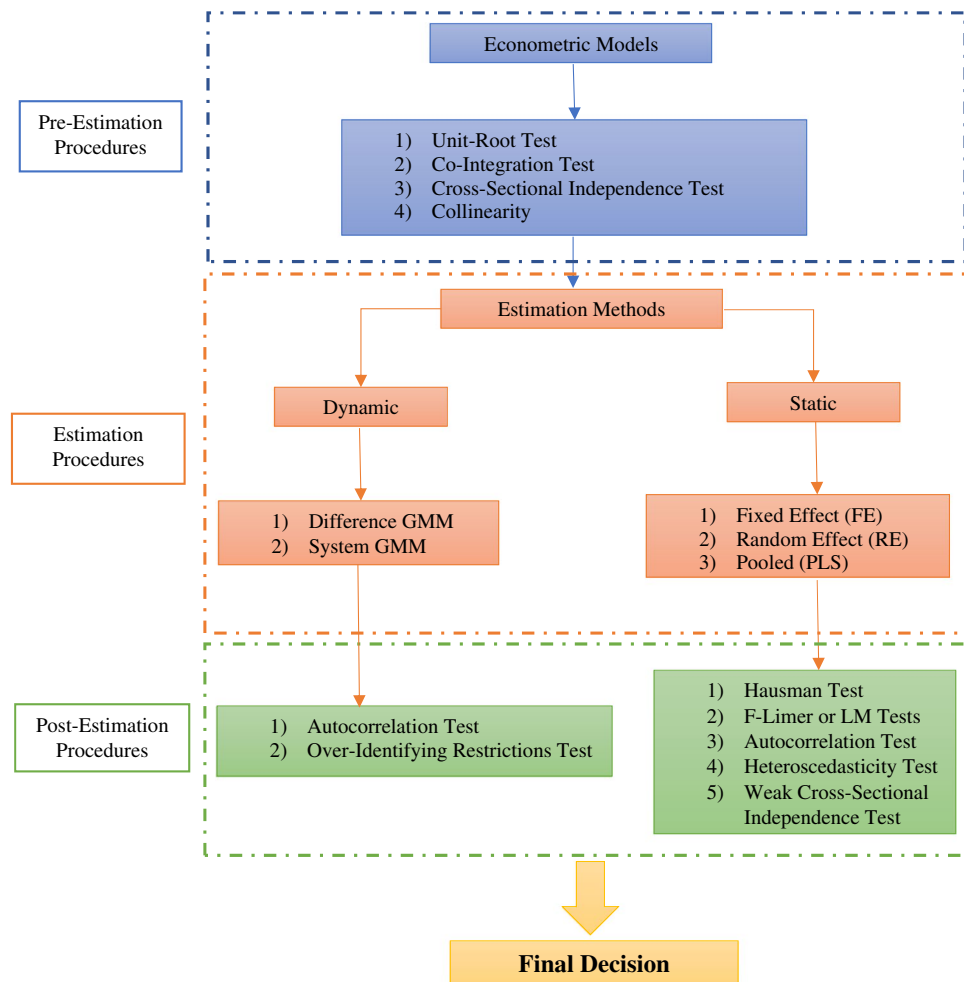 Econometric Models
Pre-Estimation
Procedures
1) Unit-Root Test
2) Co-Integration Test
3) Cross-Sectional Independence Test
4) Collinearity
Estimation Methods
Dynamic
Static
Estimation
Procedures
1) Difference GMM
2) System GMM
1) Fixed Effect (FE)
2) Random Effect (RE)
3) Pooled (PLS)
Post-Estimation
Procedures
1) Autocorrelation Test
2) Over-Identifying Restrictions Test
1) Hausman Test
2) F-Limer or LM Tests
3) Autocorrelation Test
4) Heteroscedasticity Test
5) Weak Cross-Sectional
Independence Test
Final Decision